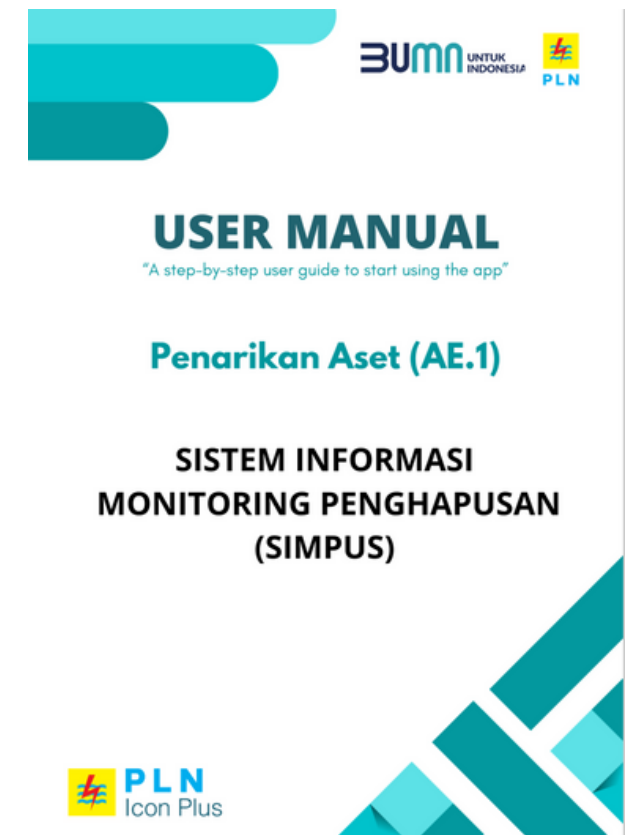 BUMN UNTUK
INDONESIA
PLN
USER MANUAL
“A step-by-step user guide to start using the app”
Penarikan Aset (AE.1)
SISTEM INFORMASI
MONITORING PENGHAPUSAN
(SIMPUS)
PLN
Icon Plus